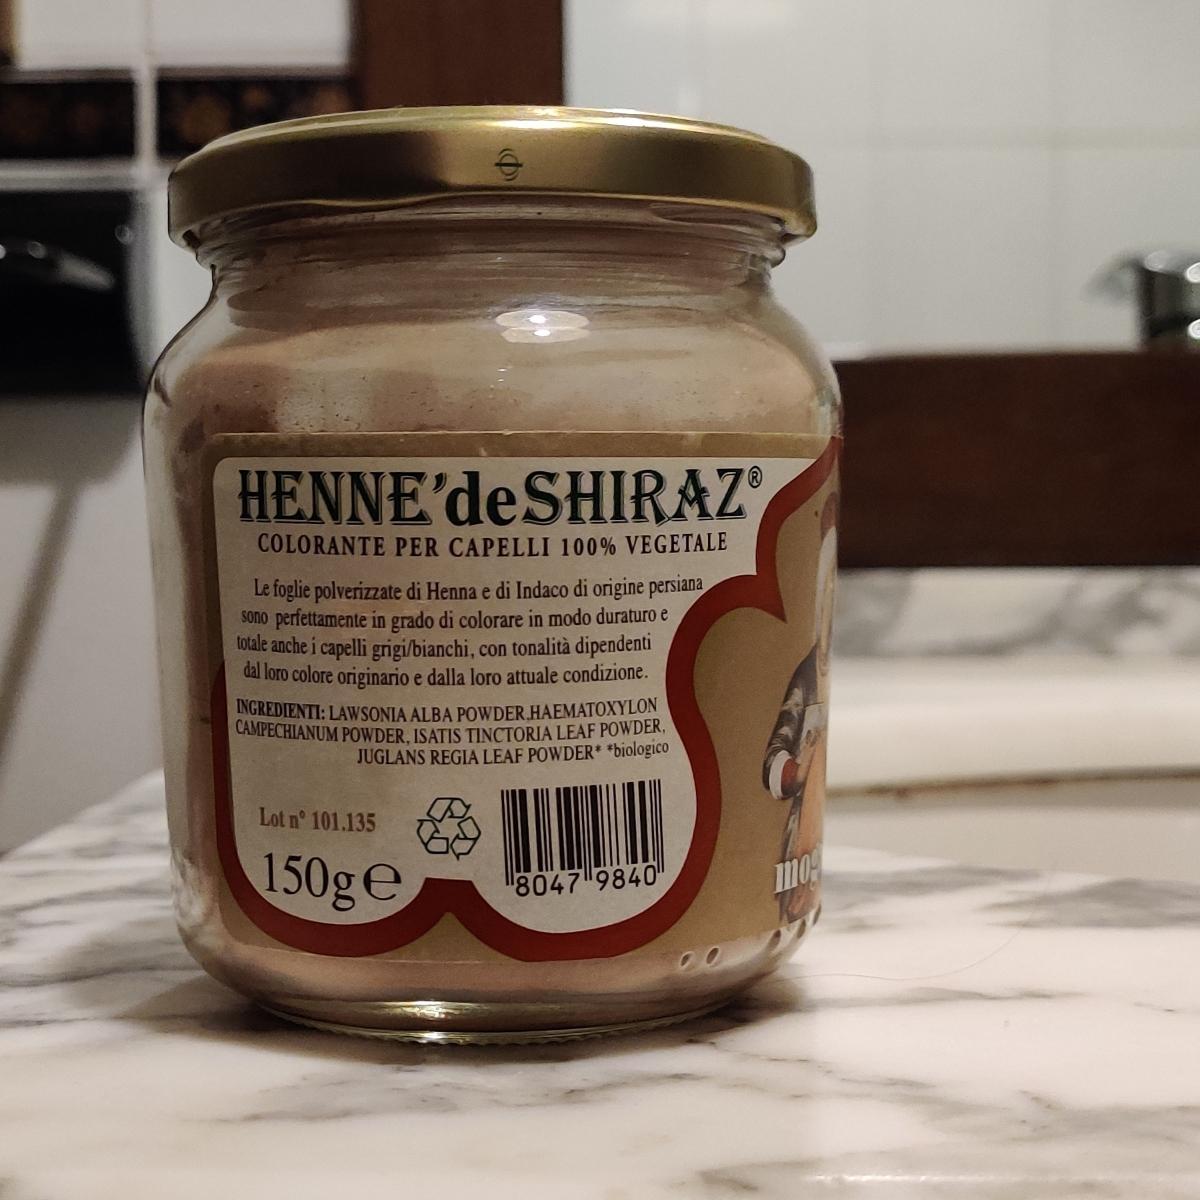 HENNE' de SHIRAZ®
COLORANTE PER CAPELLI 100% VEGETALE
Le foglie polverizzate di Henna e di Indaco di origine persiana
sono perfettamente in grado di colorare in modo duraturo e
totale anche i capelli grigi/bianchi, con tonalità dipendenti
dal loro colore originario e dalla loro attuale condizione.
INGREDIENTI: LAWSONIA ALBA POWDER,HAEMATOXYLON
CAMPECHIANUM POWDER, ISATIS TINCTORIA LEAF POWDER,
JUGLANS REGIA LEAF POWDER* *biologico
Lot n° 101.135
150g ℮
8047 9840